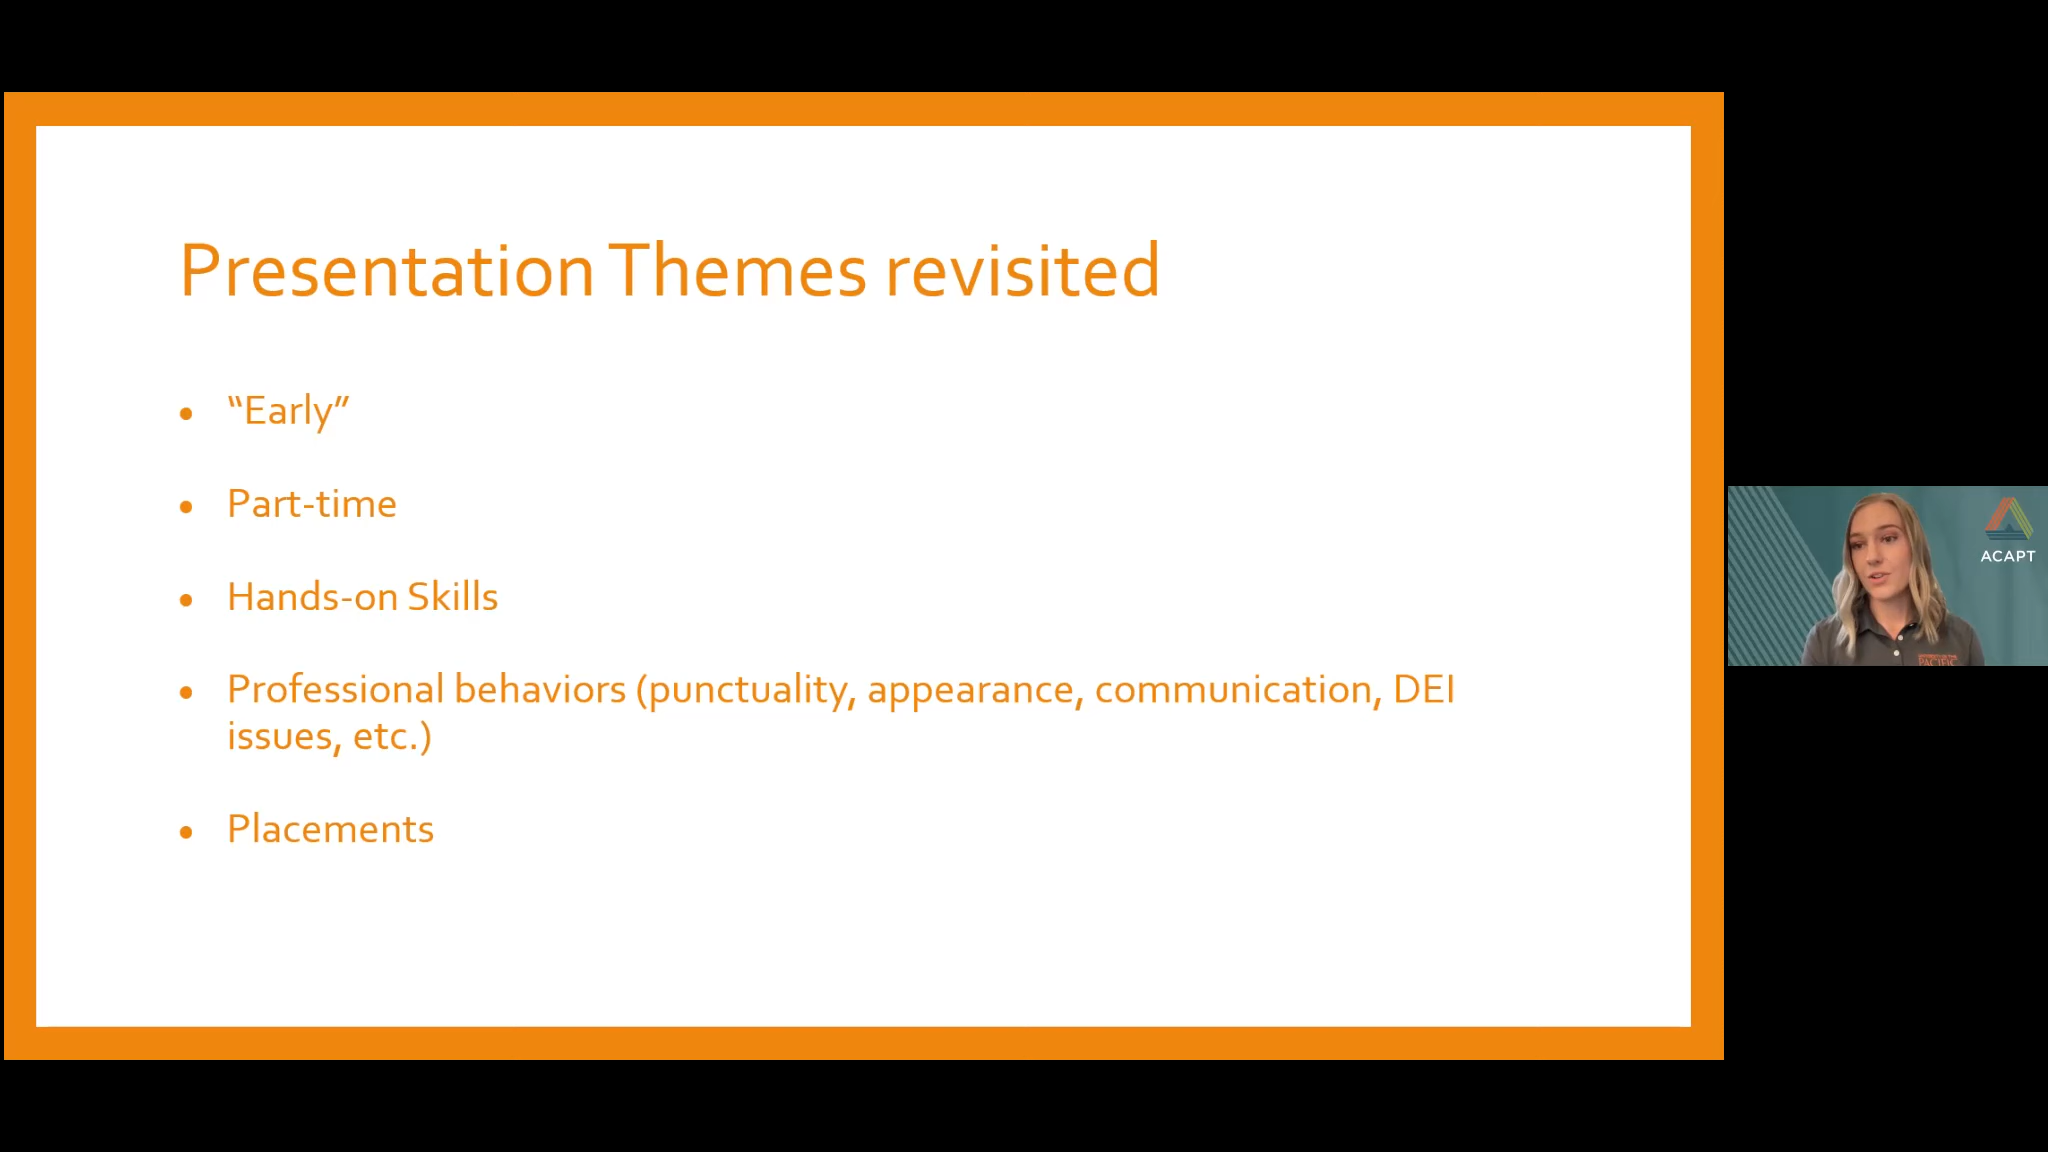 Presentation Themes revisited
• “Early”
• Part-time
• Hands-on Skills
• Professional behaviors (punctuality, appearance, communication, DEI
issues, etc.)
• Placements
ACAPT
PACIFIC